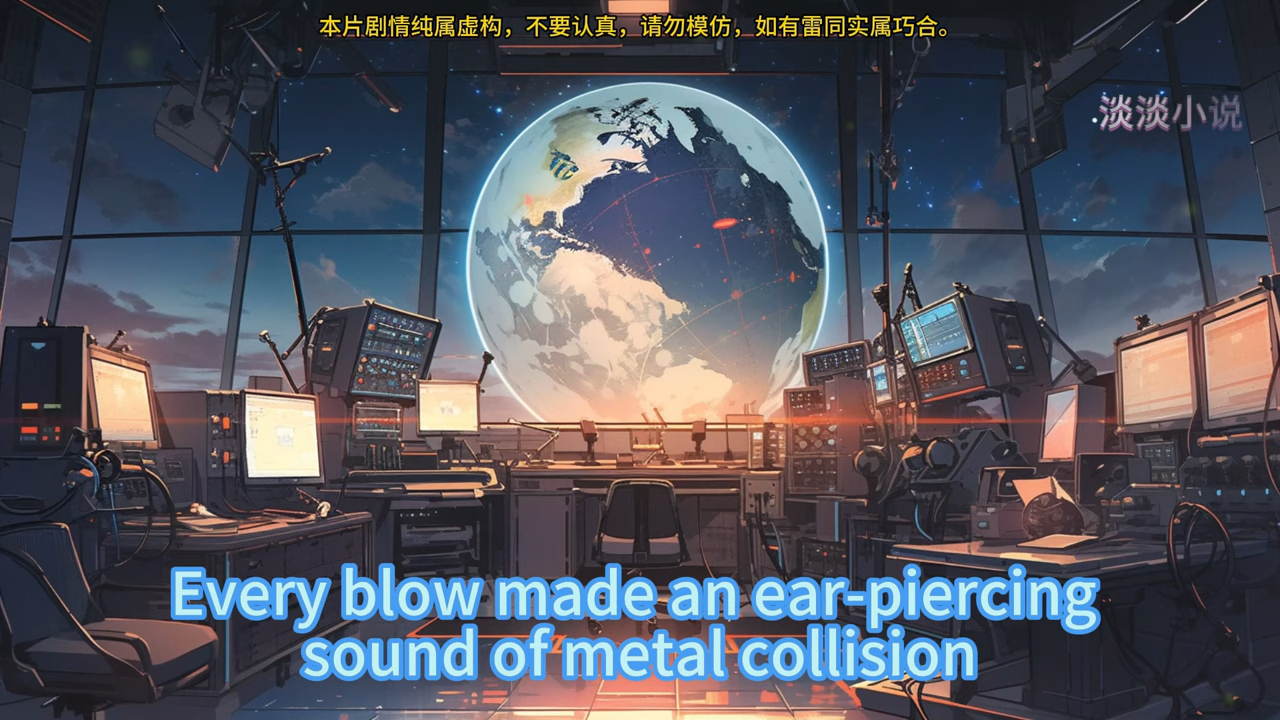 本片剧情纯属虚构，不要认真，请勿模仿，如有雷同实属巧合。
淡淡小说
Every blow made an ear-piercing
sound of metal collision